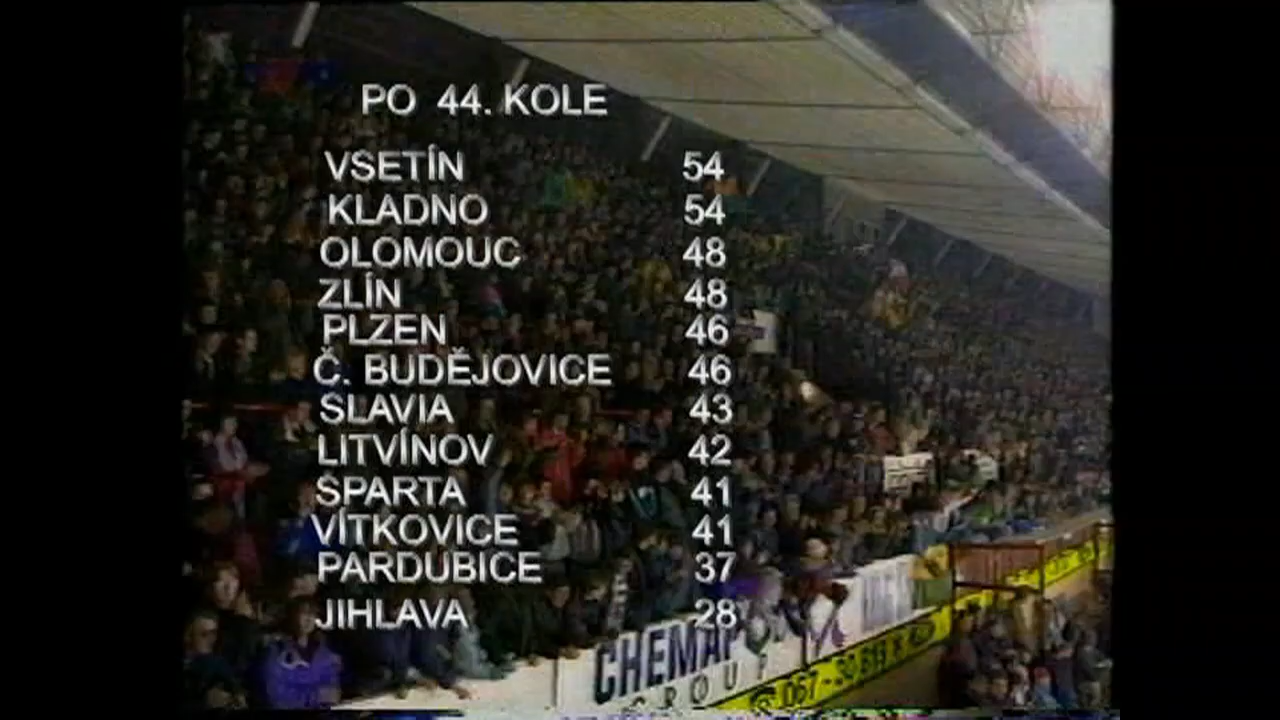 PO 44. KOLE
VSETÍN 54
KLADNO 54
OLOMOUC 48
ZLÍN 48
PLZEN 46
Č. BUDĚJOVICE 46
SLAVIA 43
LITVÍNOV 42
SPARTA 41
VÍTKOVICE 41
PARDUBICE 37
JIHLAVA 28
GROUP